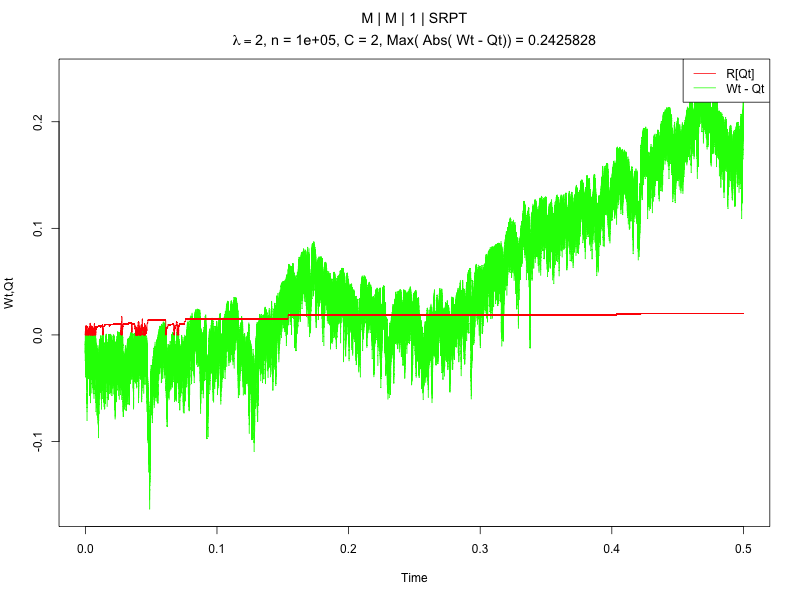 M | M | 1 | SRPT
λ = 2, n = 1e+05, C = 2, Max( Abs( Wt - Qt)) = 0.2425828
R[Qt]
Wt - Qt
Wt,Qt
0.2
0.1
0.0
-0.1
0.0 0.1 0.2 0.3 0.4 0.5
Time